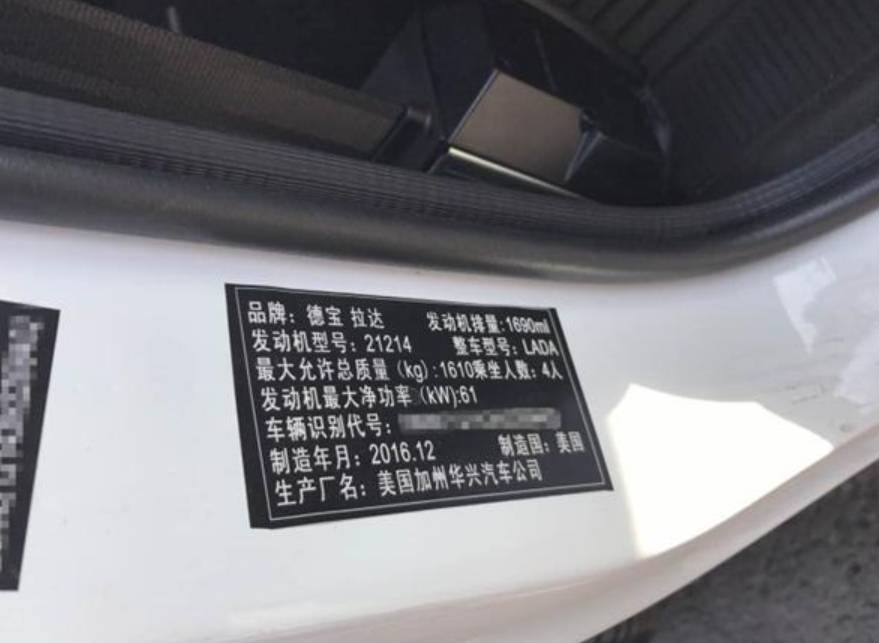 品牌：德宝 拉达 发动机排量:1690ml
发动机型号：21214 整车型号：LADA
最大允许总质量（kg）:1610乘坐人数：4人
发动机最大净功率（kW):61
车辆识别代号：
制造年月：2016.12 制造国：美国
生产厂名：美国加州华兴汽车公司